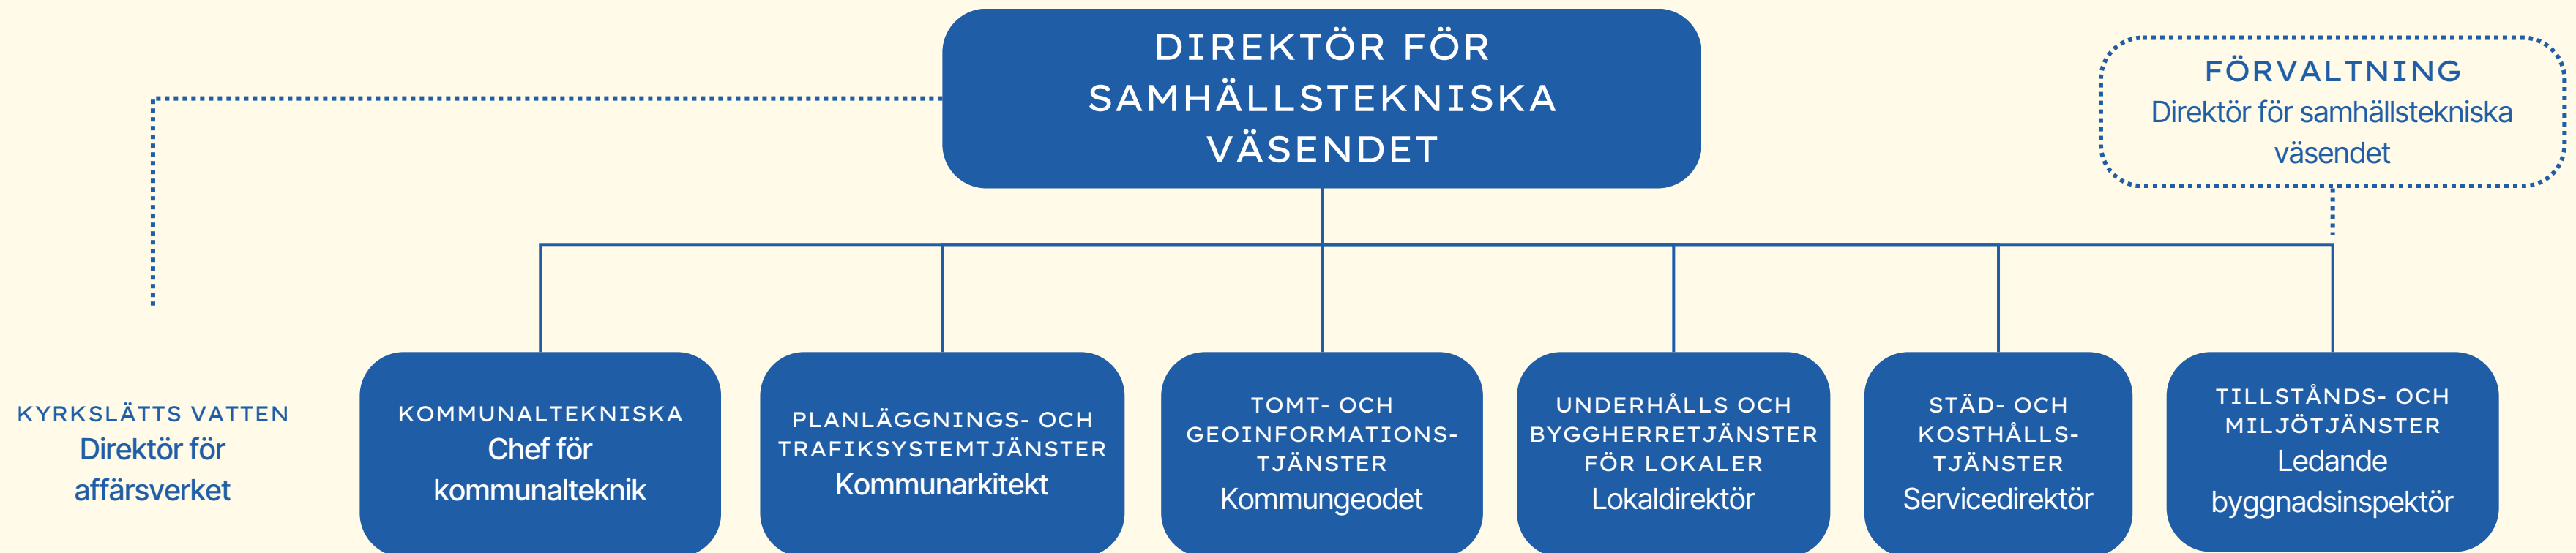 DIREKTÖR FÖR
SAMHÄLLSTEKNISKA
VÄSENDET
FÖRVALTNING
Direktör för samhällstekniska
väsendet
KYRKSLÄTTS VATTEN
Direktör för
affärsverket
KOMMUNALTEKNISKA
Chef för
kommunalteknik
PLANLÄGGNINGS- OCH
TRAFIKSYSTEMTJÄNSTER
Kommunarkitekt
TOMT- OCH
GEOINFORMATIONS-
TJÄNSTER
Kommungeodet
UNDERHÅLLS OCH
BYGGHERRETJÄNSTER
FÖR LOKALER
Lokaldirektör
STÄD- OCH
KOSTHÅLLS-
TJÄNSTER
Servicedirektör
TILLSTÅNDS- OCH
MILJÖTJÄNSTER
Ledande
byggnadsinspektör